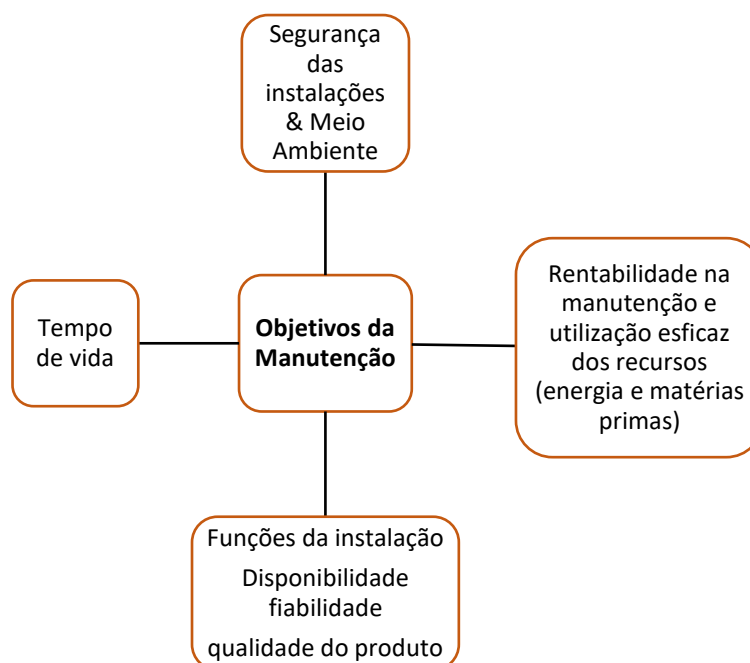 Segurança
das
instalações
& Meio
Ambiente
Tempo
de vida
Objetivos da
Manutenção
Rentabilidade na
manutenção e
utilização esficaz
dos recursos
(energia e matérias
primas)
Funções da instalação
Disponibilidade
fiabilidade
qualidade do produto